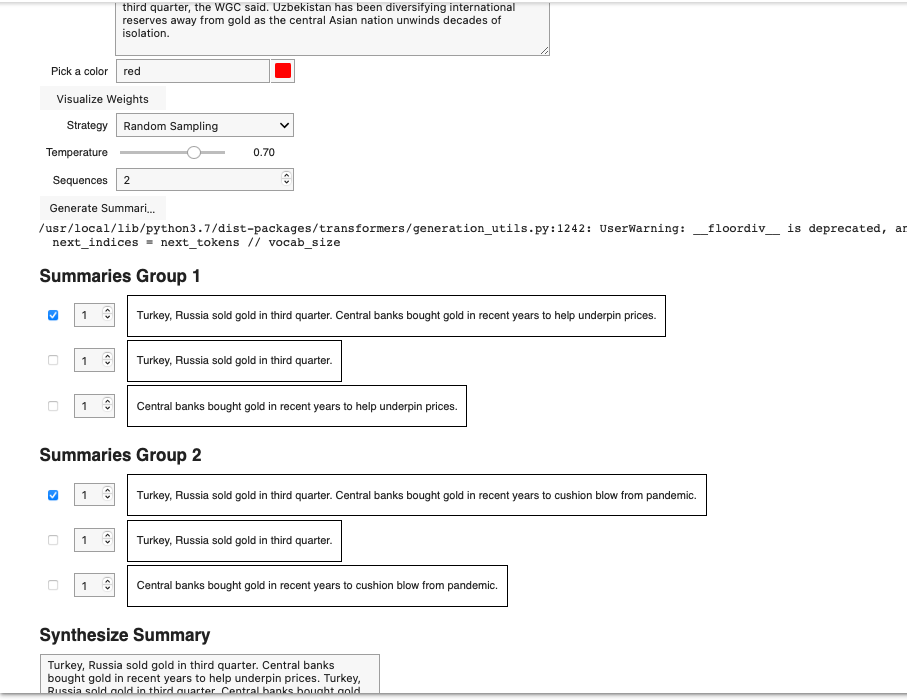 third quarter, the WGC said. Uzbekistan has been diversifying international
reserves away from gold as the central Asian nation unwinds decades of
isolation.
Pick a color red
Visualize Weights
Strategy Random Sampling
Temperature 0.70
Sequences 2
Generate Summari...
/usr/local/lib/python3.7/dist-packages/transformers/generation_utils.py:1242: UserWarning: __floordiv__ is deprecated, an
next_indices = next_tokens // vocab_size
Summaries Group 1
1 Turkey, Russia sold gold in third quarter. Central banks bought gold in recent years to help underpin prices.
1 Turkey, Russia sold gold in third quarter.
1 Central banks bought gold in recent years to help underpin prices.
Summaries Group 2
1 Turkey, Russia sold gold in third quarter. Central banks bought gold in recent years to cushion blow from pandemic.
1 Turkey, Russia sold gold in third quarter.
1 Central banks bought gold in recent years to cushion blow from pandemic.
Synthesize Summary
Turkey, Russia sold gold in third quarter. Central banks
bought gold in recent years to help underpin prices. Turkey,
Russia sold gold in third quarter. Central banks bought gold